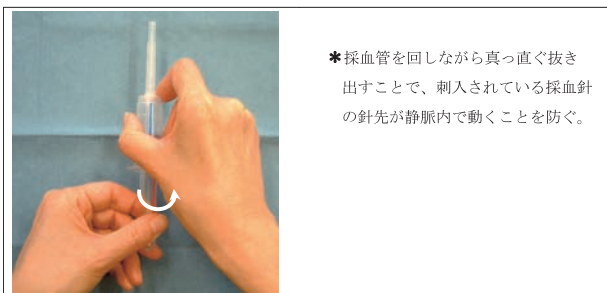 ✱採血管を回しながら真っ直ぐ抜き
出すことで、刺入されている採血針
の針先が静脈内で動くことを防ぐ。